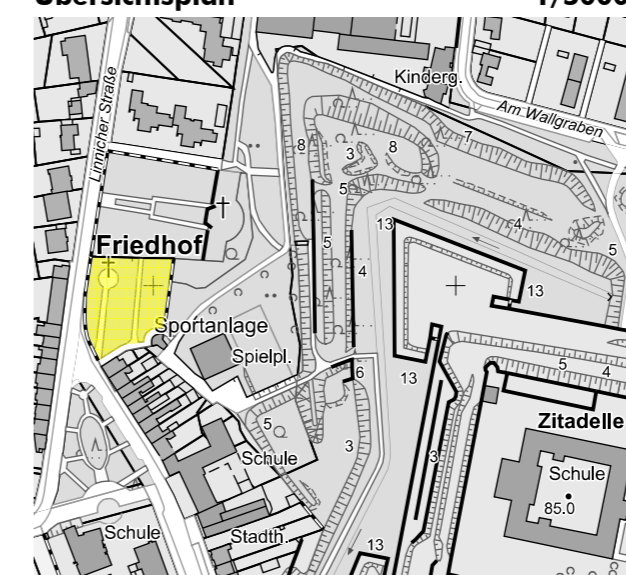 Übersichtsplan 1/5000
Kinderg.
Am Wallgraben
Linnicher Straße
7
8
3
8
5
Friedhof
13
4
5
5
4
13
Sportanlage
Spielpl.
6
13
5
4
5
3
3
Zitadelle
Schule
Schule
85.0
Schule
Stadth.
13